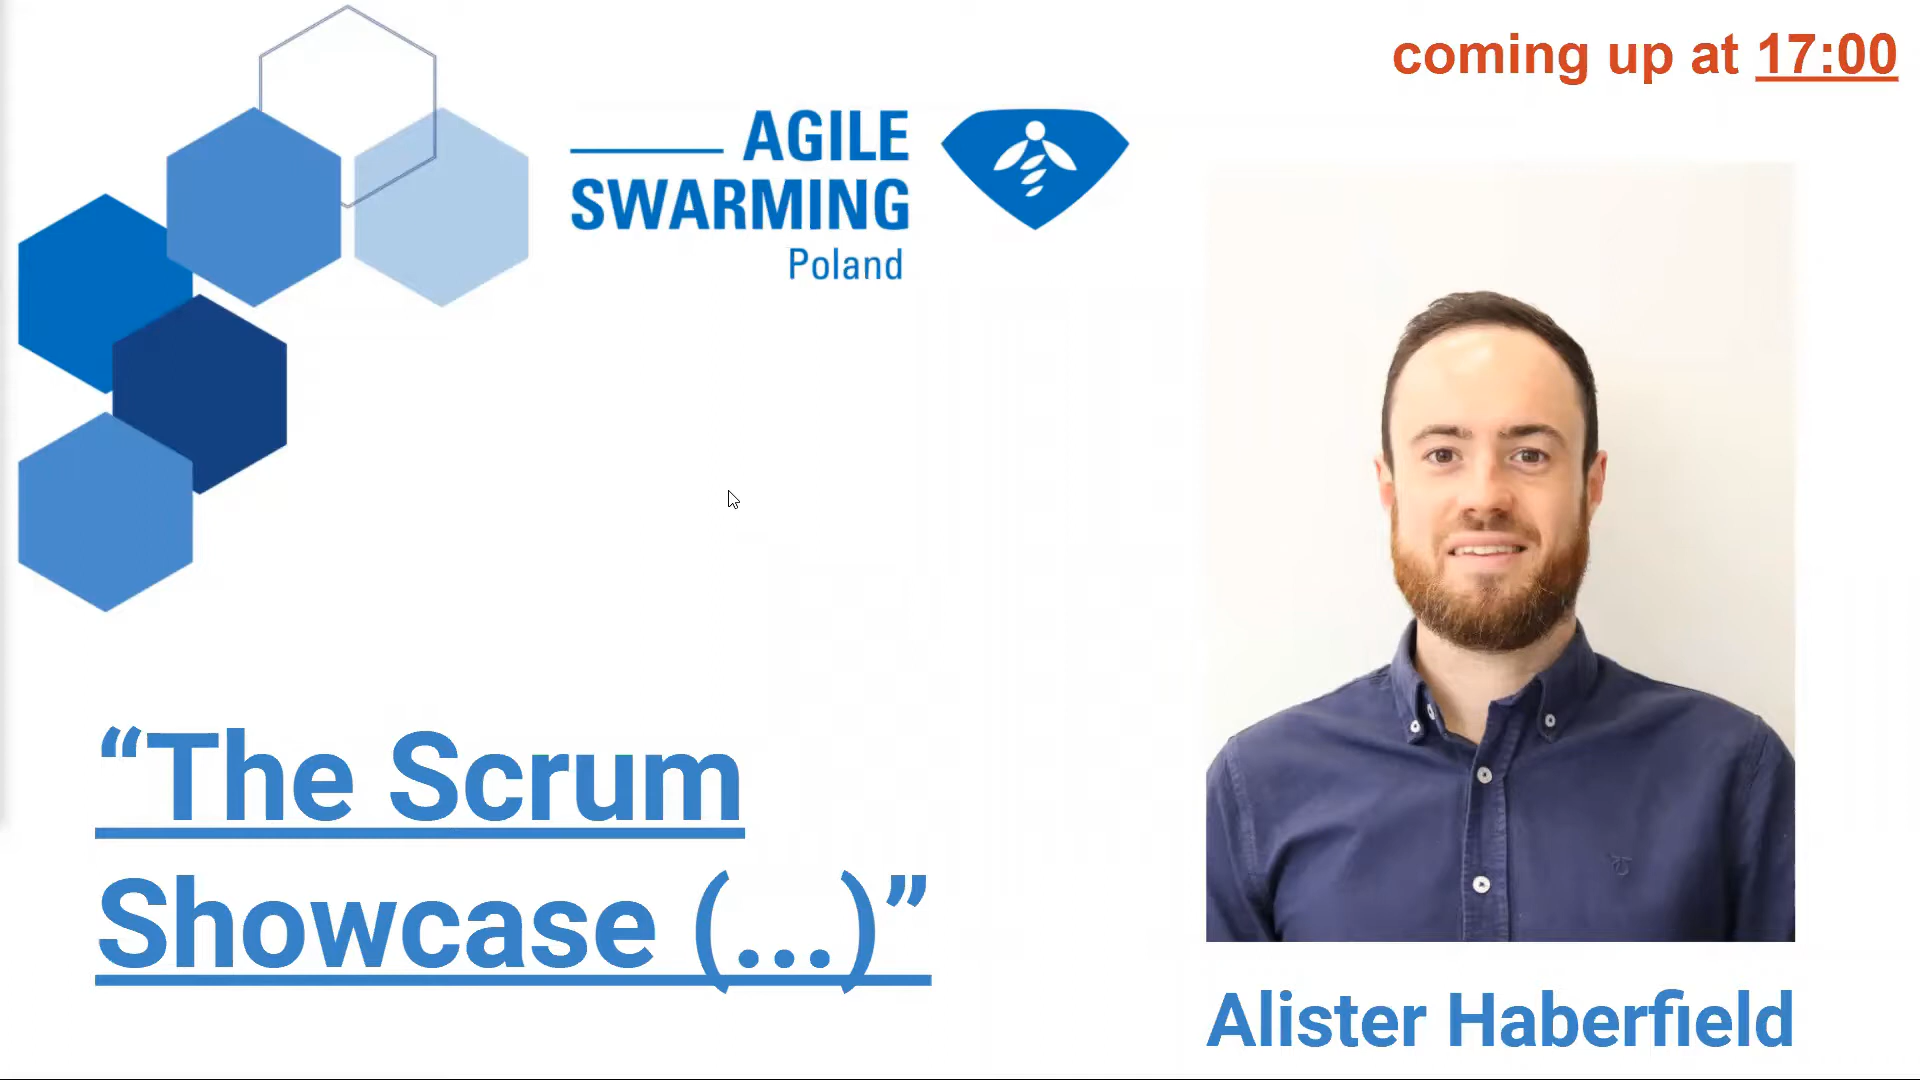 coming up at 17:00
AGILE
SWARMING
Poland
“The Scrum
Showcase (...)”
Alister Haberfield